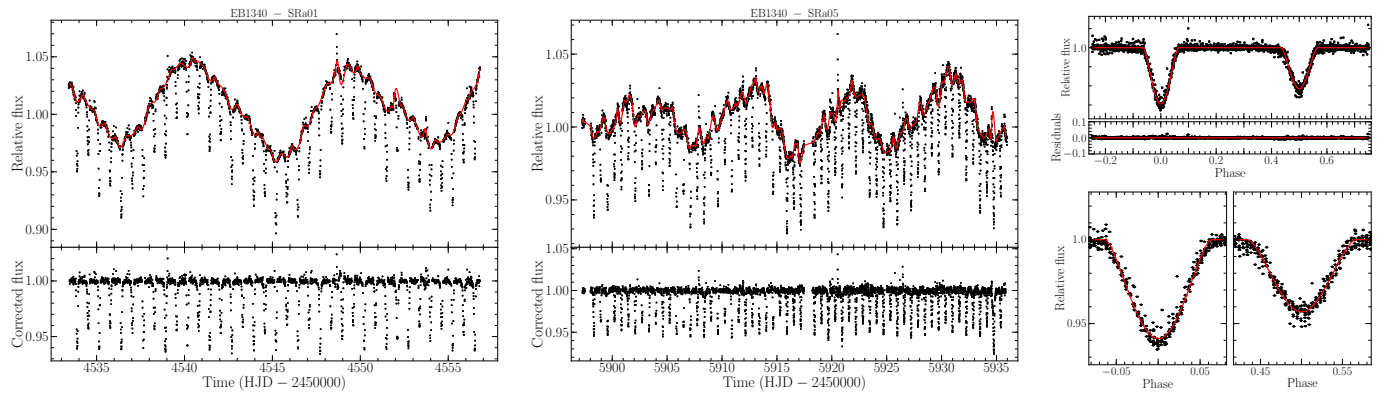 EB1340 − SRa01
1.05
1.00
0.95
0.90
Relative flux
1.00
0.95
Corrected flux
4535 4540 4545 4550 4555
Time (HJD − 2450000)
EB1340 − SRa05
1.05
1.00
0.95
Relative flux
1.05
1.00
0.95
Corrected flux
5900 5905 5910 5915 5920 5925 5930 5935
Time (HJD − 2450000)
1.0
Relative flux
0.1
0.0
−0.1
Residuals
−0.2 0.0 0.2 0.4 0.6
Phase
1.0
0.95
Relative flux
−0.05 0.05 0.45 0.55
Phase Phase